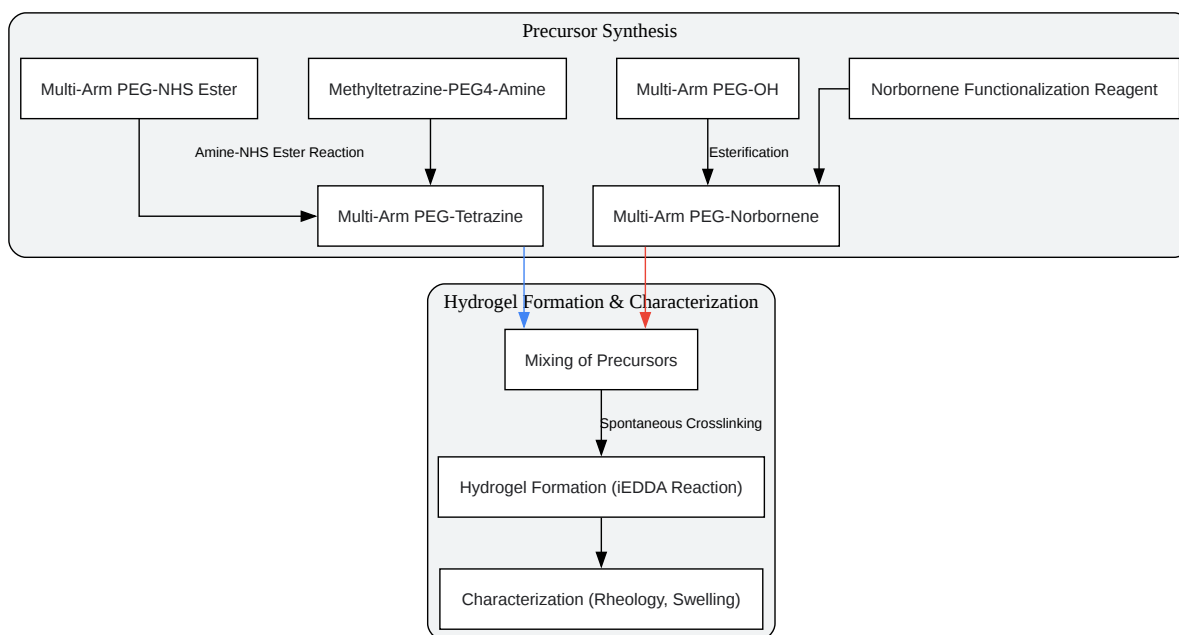 Precursor Synthesis
Multi-Arm PEG-NHS Ester
Methyltetrazine-PEG4-Amine
Multi-Arm PEG-OH
Norbornene Functionalization Reagent
Amine-NHS Ester Reaction
Esterification
Multi-Arm PEG-Tetrazine
Multi-Arm PEG-Norbornene
Hydrogel Formation & Characterization
Mixing of Precursors
Spontaneous Crosslinking
Hydrogel Formation (iEDDA Reaction)
Characterization (Rheology, Swelling)